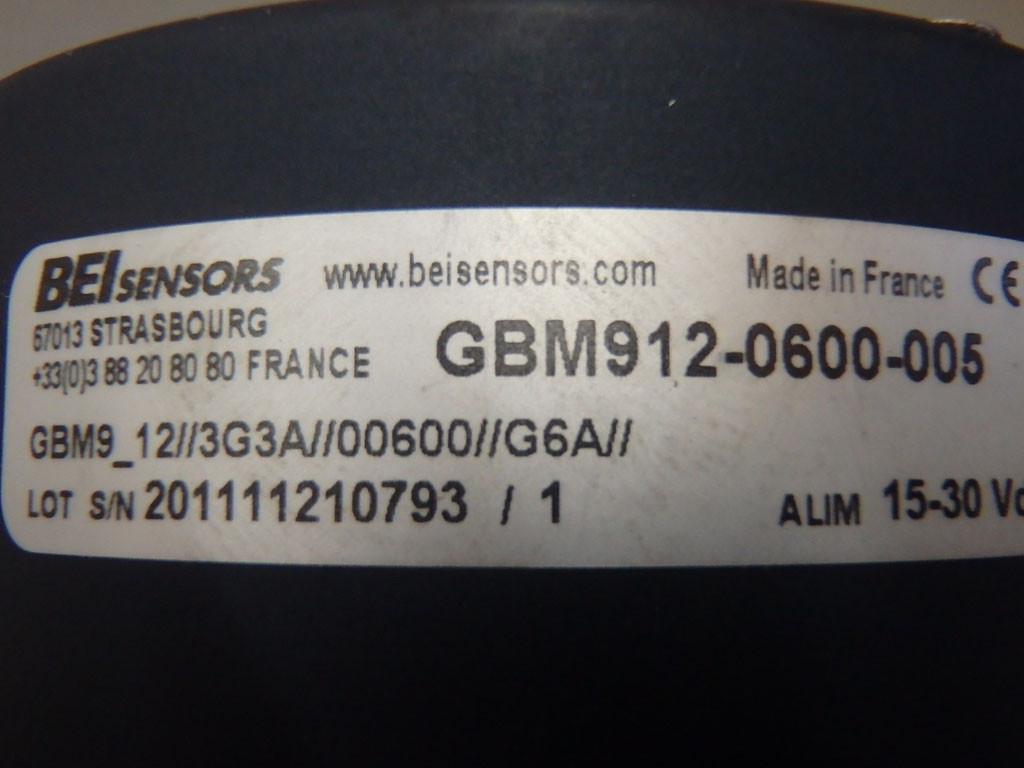 BEI SENSORS www.beisensors.com Made in France CE
67013 STRASBOURG
+33(0)3 88 20 80 80 FRANCE GBM912-0600-005
GBM9_12//3G3A//00600//G6A//
LOT S/N 201111210793 / 1 ALIM 15-30